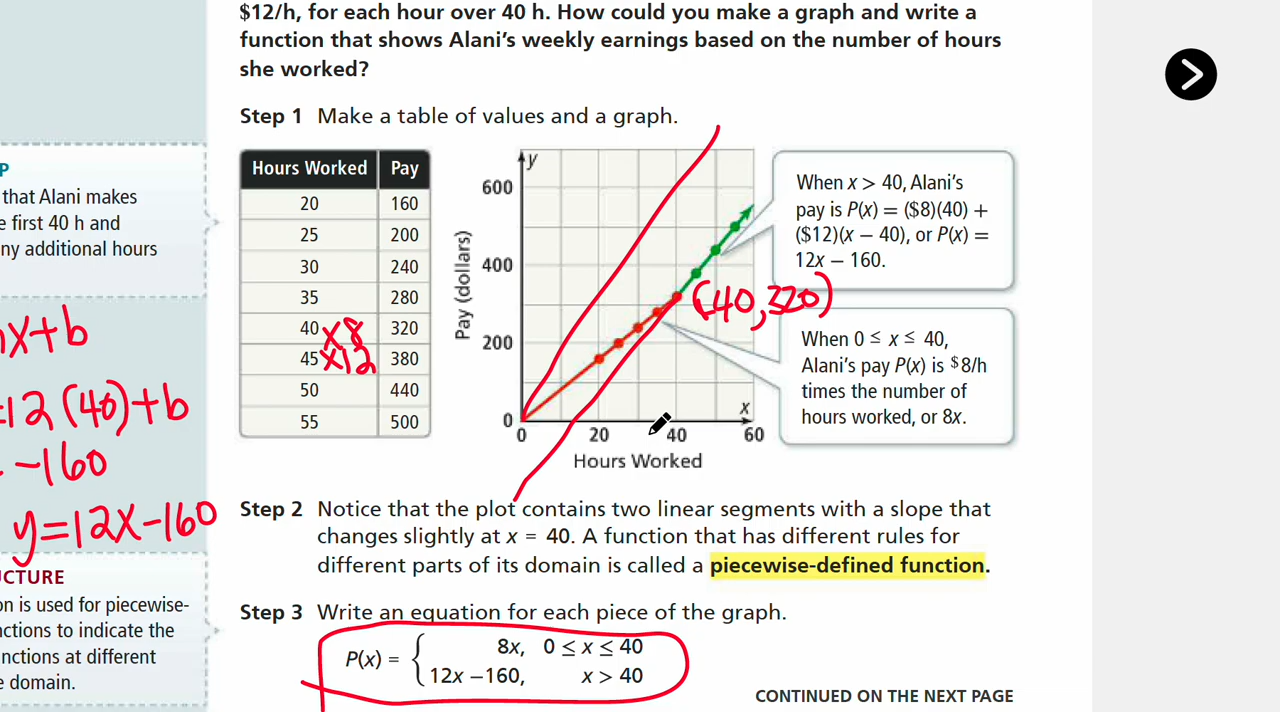 $12/h, for each hour over 40 h. How could you make a graph and write a
function that shows Alani's weekly earnings based on the number of hours
she worked?
Step 1 Make a table of values and a graph.
P
that Alani makes
e first 40 h and
ny additional hours
Hours Worked Pay
20 160
25 200
30 240
35 280
40 x8 320
45 x12 380
50 440
55 500
y
600
400
200
0
0 20 40 60
x
Pay (dollars)
Hours Worked
(40,320)
When x > 40, Alani's
pay is P(x) = ($8)(40) +
($12)(x – 40), or P(x) =
12x – 160.
When 0 ≤ x ≤ 40,
Alani's pay P(x) is $8/h
times the number of
hours worked, or 8x.
x+b
=12(40)+b
-160
y=12x-160
Step 2 Notice that the plot contains two linear segments with a slope that
changes slightly at x = 40. A function that has different rules for
different parts of its domain is called a piecewise-defined function.
CTURE
on is used for piecewise-
nctions to indicate the
nctions at different
e domain.
Step 3 Write an equation for each piece of the graph.
P(x) = { 8x, 0 ≤ x ≤ 40
12x –160, x > 40
CONTINUED ON THE NEXT PAGE